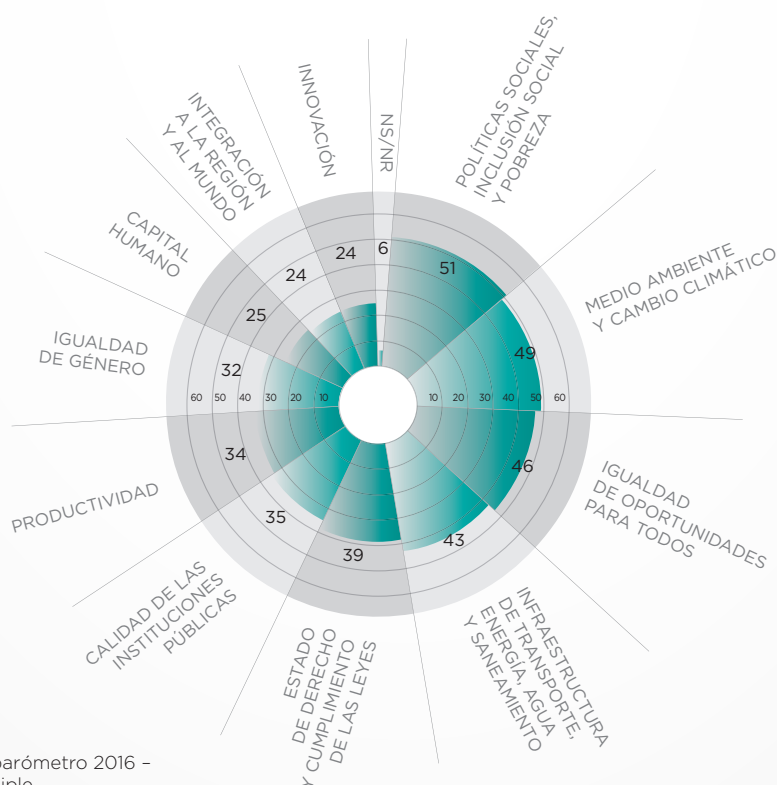 POLÍTICAS SOCIALES,
INCLUSIÓN SOCIAL
Y POBREZA
51
MEDIO AMBIENTE
Y CAMBIO CLIMÁTICO
49
IGUALDAD
DE OPORTUNIDADES
PARA TODOS
46
INFRAESTRUCTURA
DE TRANSPORTE,
ENERGÍA, AGUA
Y SANEAMIENTO
43
ESTADO
DE DERECHO
Y CUMPLIMIENTO
DE LAS LEYES
39
CALIDAD DE LAS
INSTITUCIONES
PÚBLICAS
35
PRODUCTIVIDAD
34
IGUALDAD
DE GÉNERO
32
CAPITAL
HUMANO
25
INTEGRACIÓN
A LA REGIÓN
Y AL MUNDO
24
INNOVACIÓN
24
NS/NR
6
60 50 40 30 20 10
10 20 30 40 50 60
barómetro 2016 –